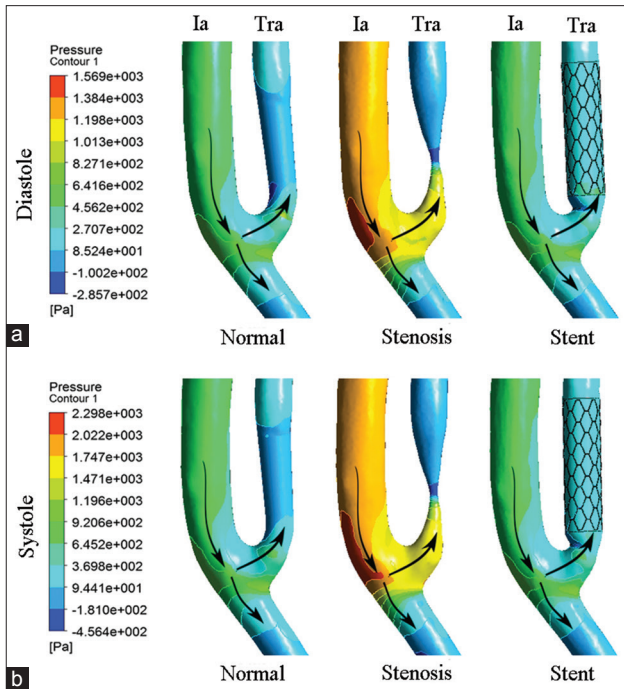 Ia Tra Ia Tra Ia Tra
Pressure
Contour 1
1.569e+003
1.384e+003
1.198e+003
1.013e+003
8.271e+002
6.416e+002
4.562e+002
2.707e+002
8.524e+001
-1.002e+002
-2.857e+002
[Pa]
Diastole
a
Normal Stenosis Stent
Pressure
Contour 1
2.298e+003
2.022e+003
1.747e+003
1.471e+003
1.196e+003
9.206e+002
6.452e+002
3.698e+002
9.441e+001
-1.810e+002
-4.564e+002
[Pa]
Systole
b
Normal Stenosis Stent